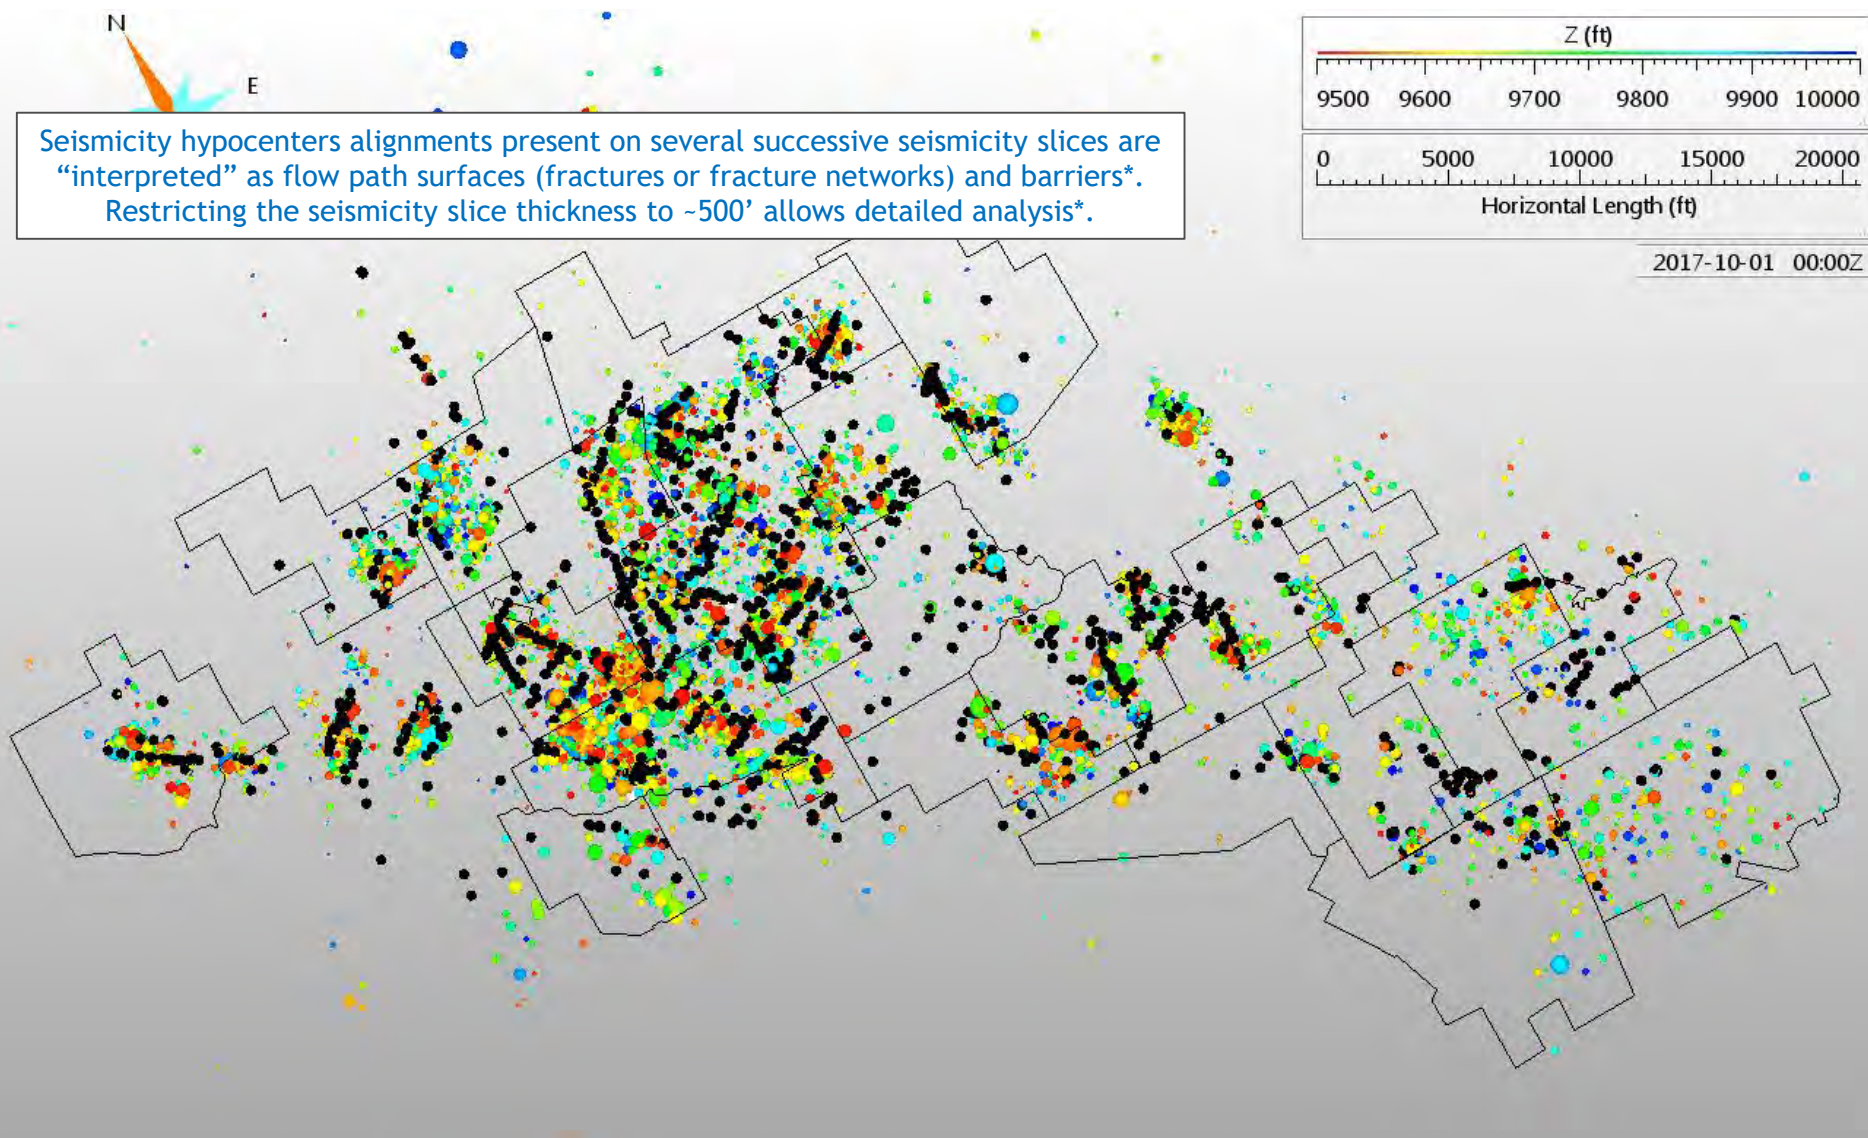 N
E
Seismicity hypocenters alignments present on several successive seismicity slices are
“interpreted” as flow path surfaces (fractures or fracture networks) and barriers*.
Restricting the seismicity slice thickness to ~500’ allows detailed analysis*.
Z (ft)
9500 9600 9700 9800 9900 10000
0 5000 10000 15000 20000
Horizontal Length (ft)
2017-10-01 00:00Z